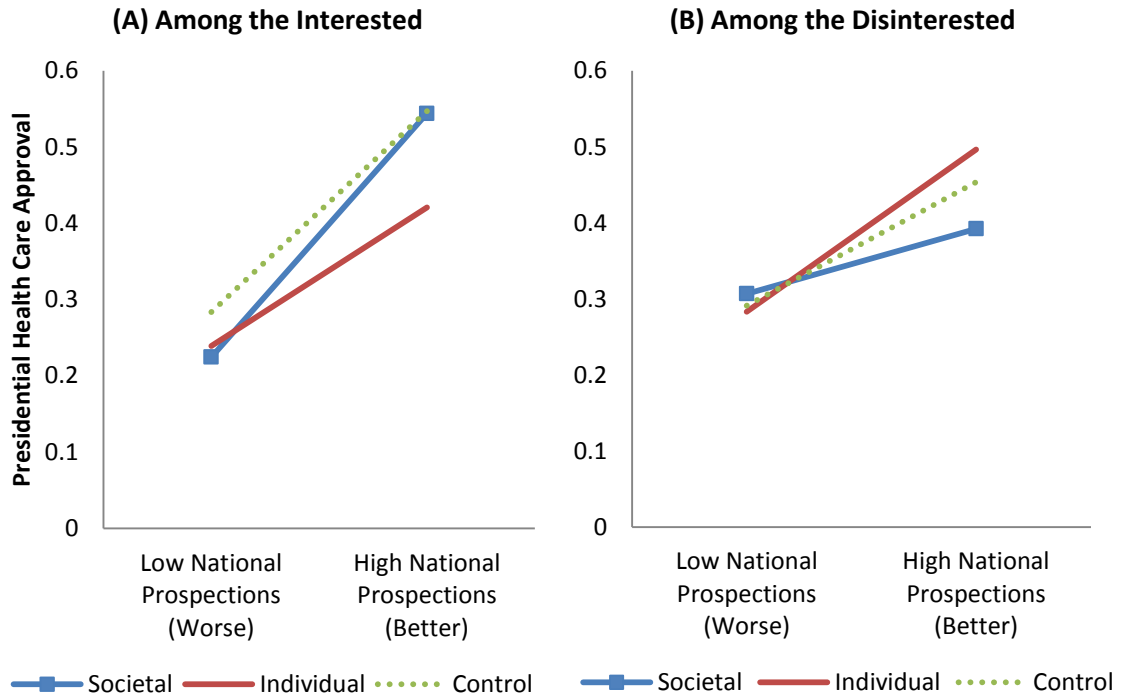 (A) Among the Interested
Presidential Health Care Approval
0.6
0.5
0.4
0.3
0.2
0.1
0
Low National
Prospections
(Worse)
High National
Prospections
(Better)
Societal
Individual
Control
(B) Among the Disinterested
0.6
0.5
0.4
0.3
0.2
0.1
0
Low National
Prospections
(Worse)
High National
Prospections
(Better)
Societal
Individual
Control